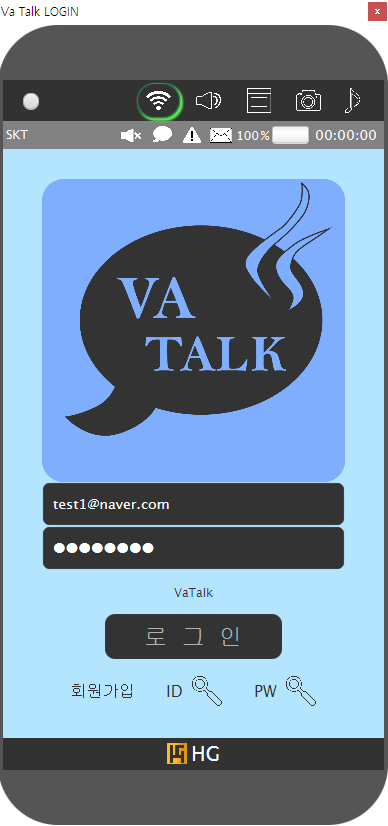 Va Talk LOGIN
x
SKT 100% 00:00:00
VA
TALK
test1@naver.com
●●●●●●●●
VaTalk
로 그 인
회원가입 ID PW
HG